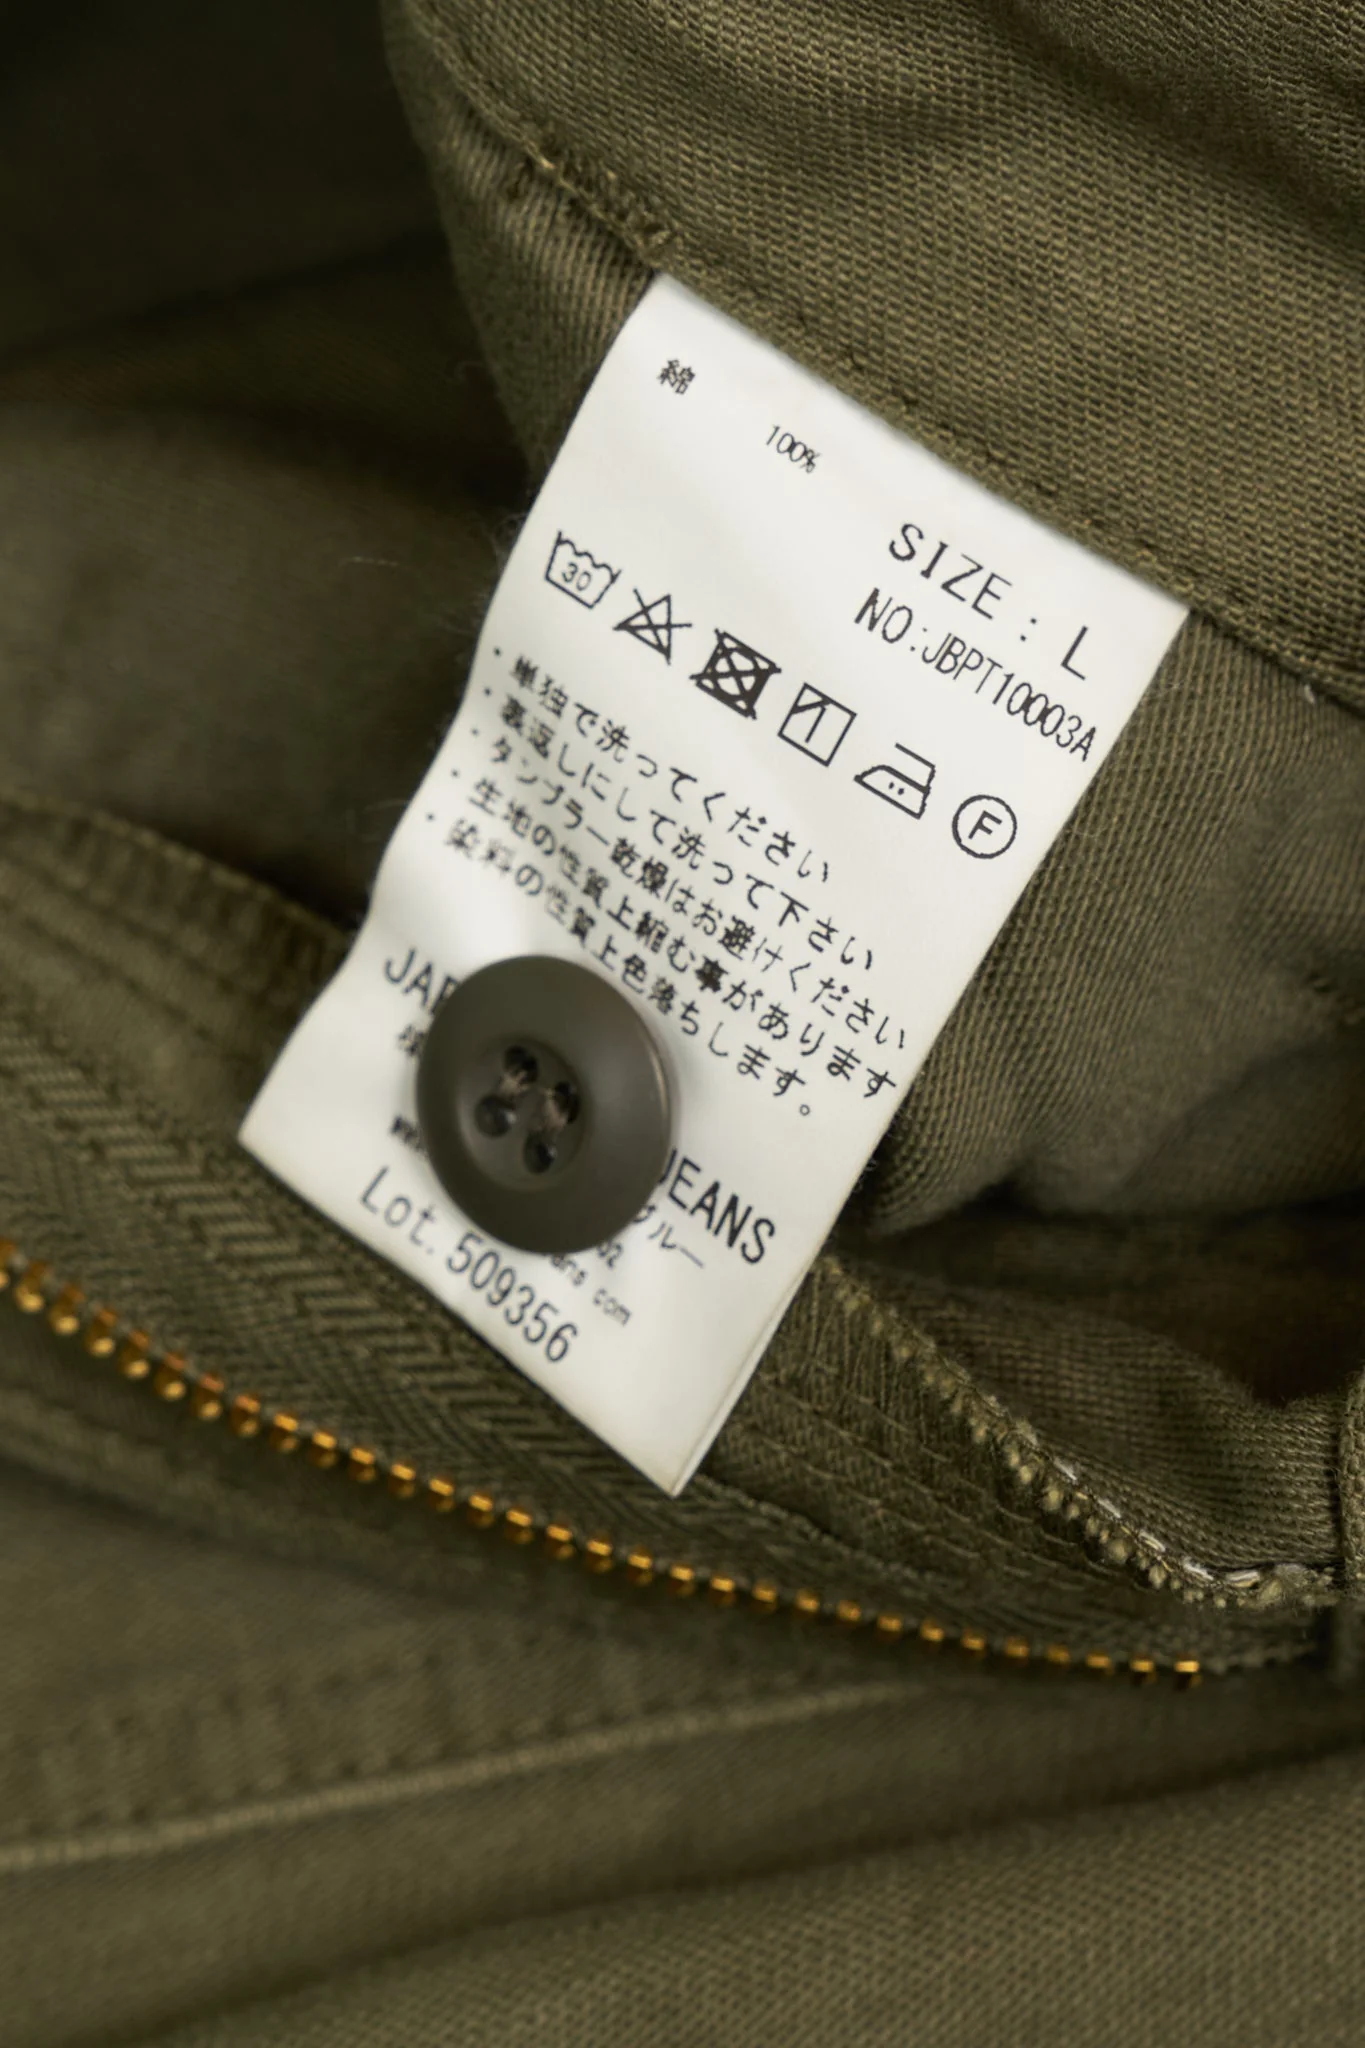 綿 100%
SIZE : L
NO:JBPT10003A
30
F
・単独で洗ってください
・裏返しにして洗って下さい
・タンブラー乾燥はお避けください
・生地の性質上縮む事があります
・染料の性質上色落ちします。
JEANS
Lot. 509356